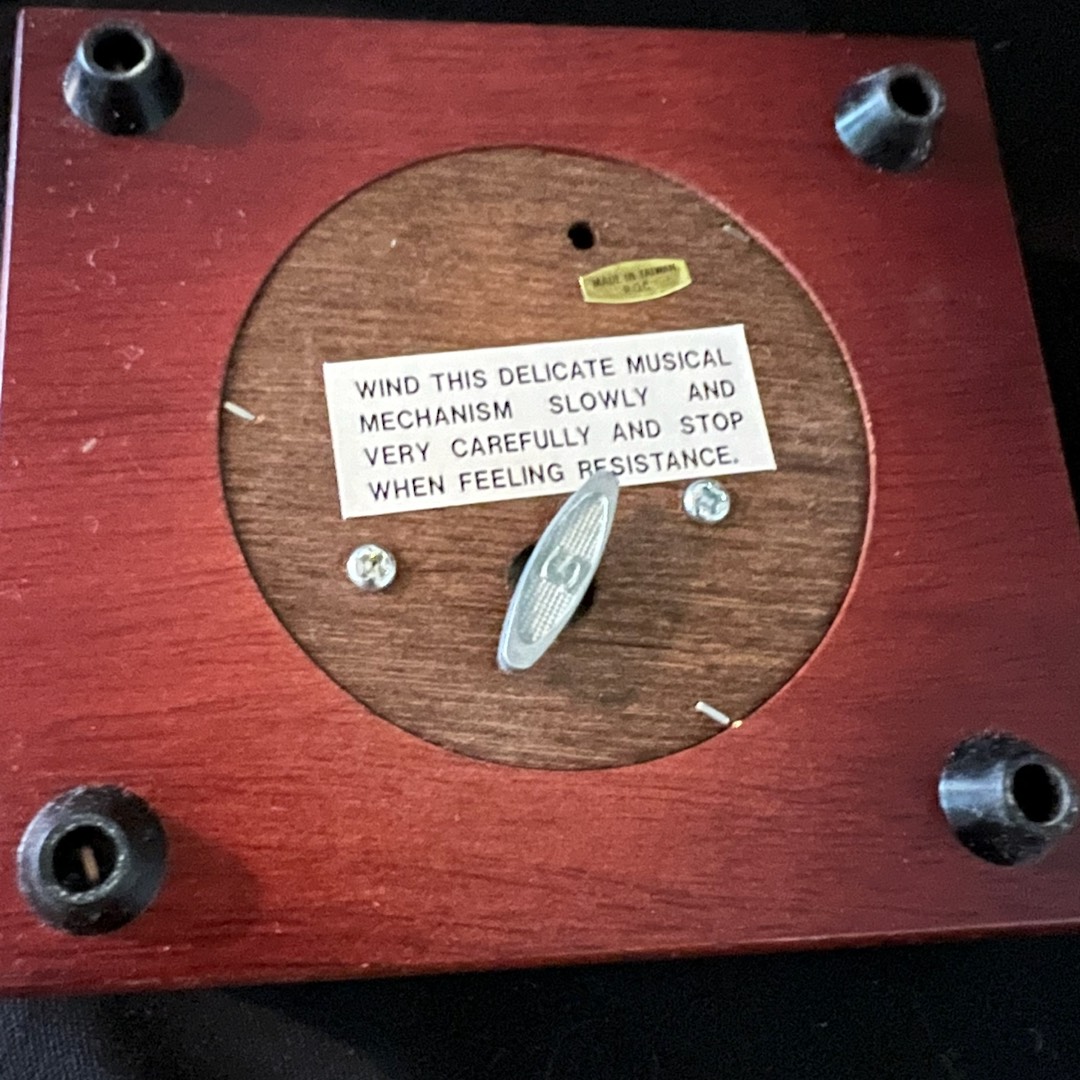 MADE IN TAIWAN
R.O.C.
WIND THIS DELICATE MUSICAL
MECHANISM SLOWLY AND
VERY CAREFULLY AND STOP
WHEN FEELING RESISTANCE.